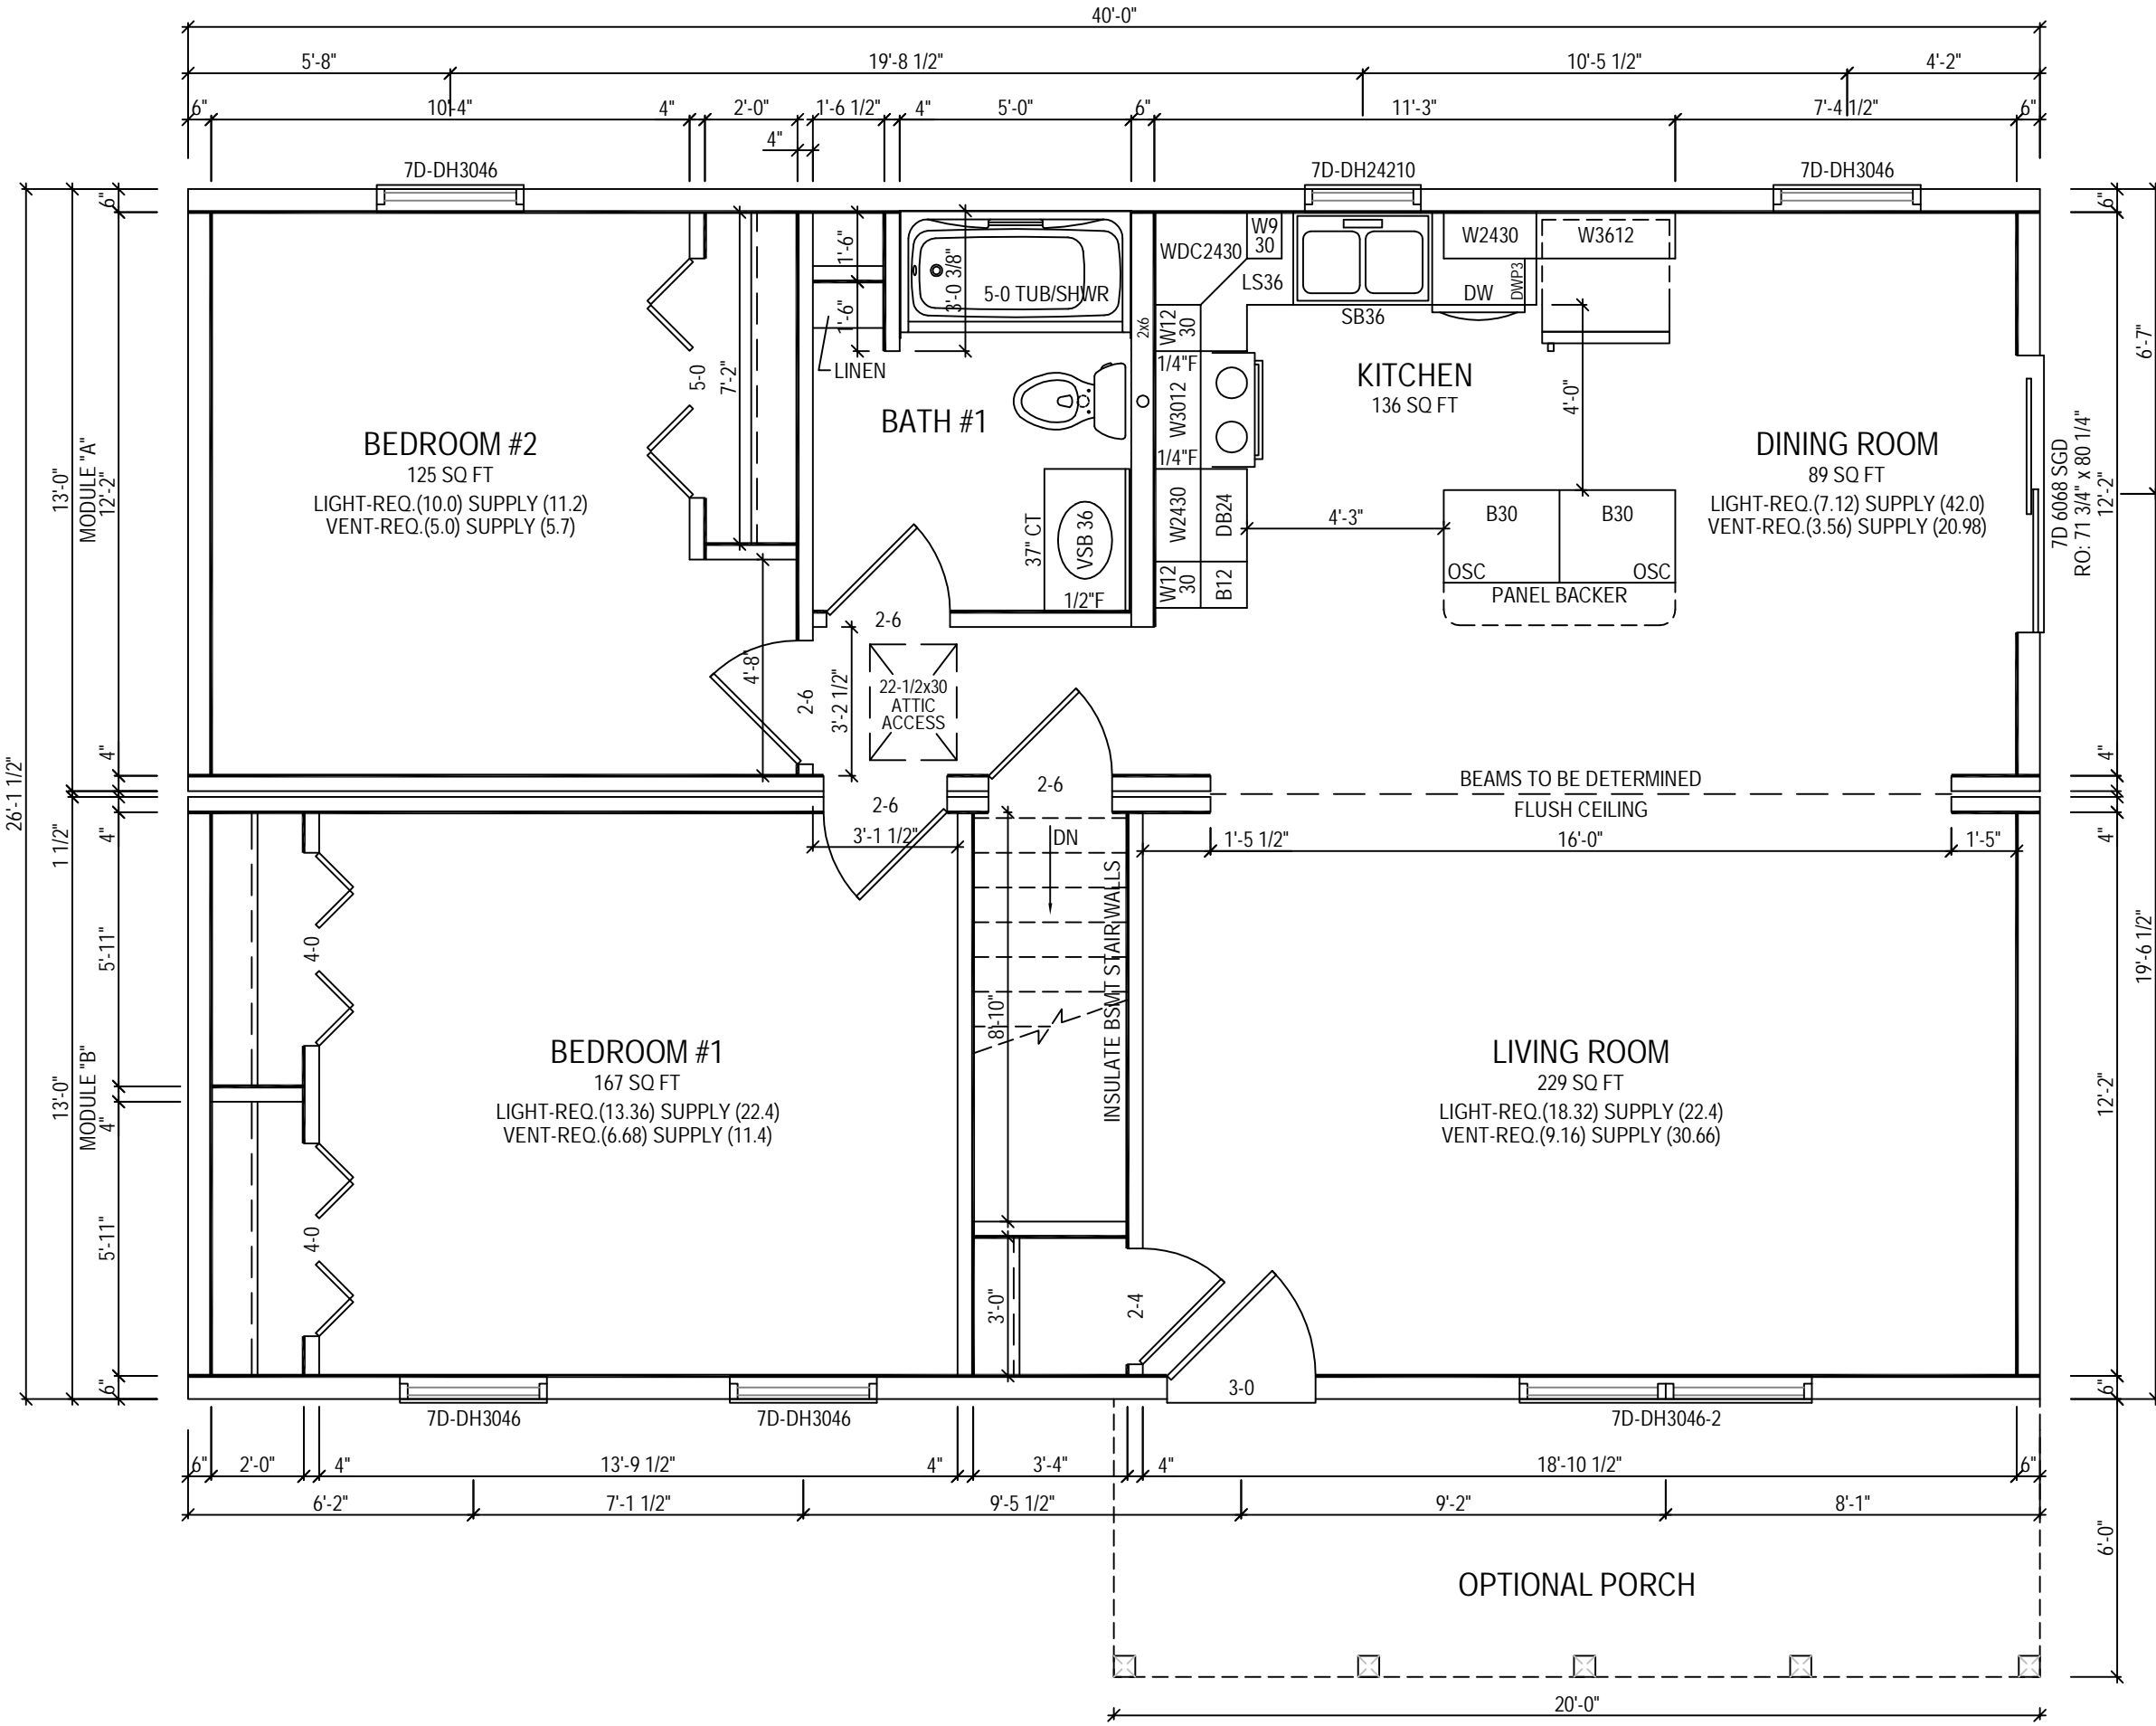 40'-0"
5'-8"
19'-8 1/2"
10'-5 1/2"
4'-2"
6"
10'-4"
4"
2'-0"
1'-6 1/2"
4"
5'-0"
6"
11'-3"
7'-4 1/2"
6"
4"
7D-DH3046
7D-DH24210
7D-DH3046
26'-1 1/2"
13'-0"
MODULE "A"
6"
12'-2"
4"
1 1/2"
13'-0"
MODULE "B"
4"
5'-11"
4"
5'-11"
6"
BEDROOM #2
125 SQ FT
LIGHT-REQ.(10.0) SUPPLY (11.2)
VENT-REQ.(5.0) SUPPLY (5.7)
5-0
7'-2"
4'-8"
2-6
1'-6"
1'-6"
LINEN
3'-0 3/8"
5-0 TUB/SHWR
BATH #1
37" CT
VSB 36
1/2"F
2-6
3'-2 1/2"
22-1/2x30
ATTIC
ACCESS
2x6
WDC2430
W9
30
LS36
SB36
W2430
DW
DWP3
W3612
W12
30
1/4"F
W3012
1/4"F
W2430
DB24
W12
30
B12
KITCHEN
136 SQ FT
4'-0"
4'-3"
B30
B30
OSC
OSC
PANEL BACKER
DINING ROOM
89 SQ FT
LIGHT-REQ.(7.12) SUPPLY (42.0)
VENT-REQ.(3.56) SUPPLY (20.98)
7D 6068 SGD
RO: 71 3/4" x 80 1/4"
6"
12'-2"
6'-7"
4"
4"
19'-6 1/2"
12'-2"
6"
6'-0"
2-6
2-6
3'-1 1/2"
BEAMS TO BE DETERMINED
FLUSH CEILING
1'-5 1/2"
16'-0"
1'-5"
DN
INSULATE BSMT STAIR WALLS
8'-10"
3'-0"
2-4
3-0
4-0
4-0
BEDROOM #1
167 SQ FT
LIGHT-REQ.(13.36) SUPPLY (22.4)
VENT-REQ.(6.68) SUPPLY (11.4)
LIVING ROOM
229 SQ FT
LIGHT-REQ.(18.32) SUPPLY (22.4)
VENT-REQ.(9.16) SUPPLY (30.66)
7D-DH3046
7D-DH3046
7D-DH3046-2
6"
2'-0"
4"
13'-9 1/2"
4"
3'-4"
4"
18'-10 1/2"
6"
6'-2"
7'-1 1/2"
9'-5 1/2"
9'-2"
8'-1"
OPTIONAL PORCH
20'-0"